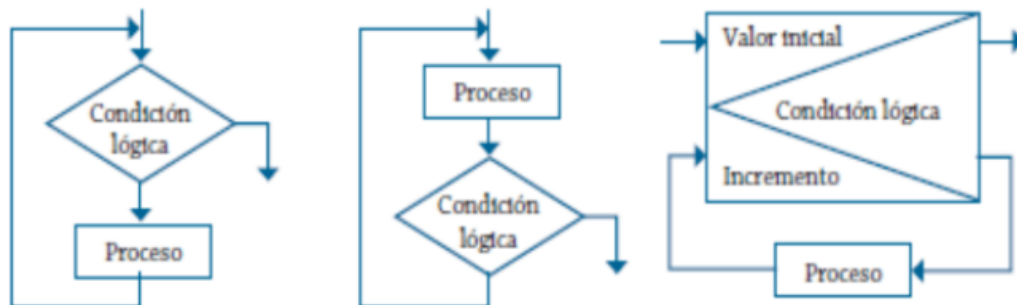 Condición
lógica
Proceso
Proceso
Condición
lógica
Valor inicial
Condición lógica
Incremento
Proceso